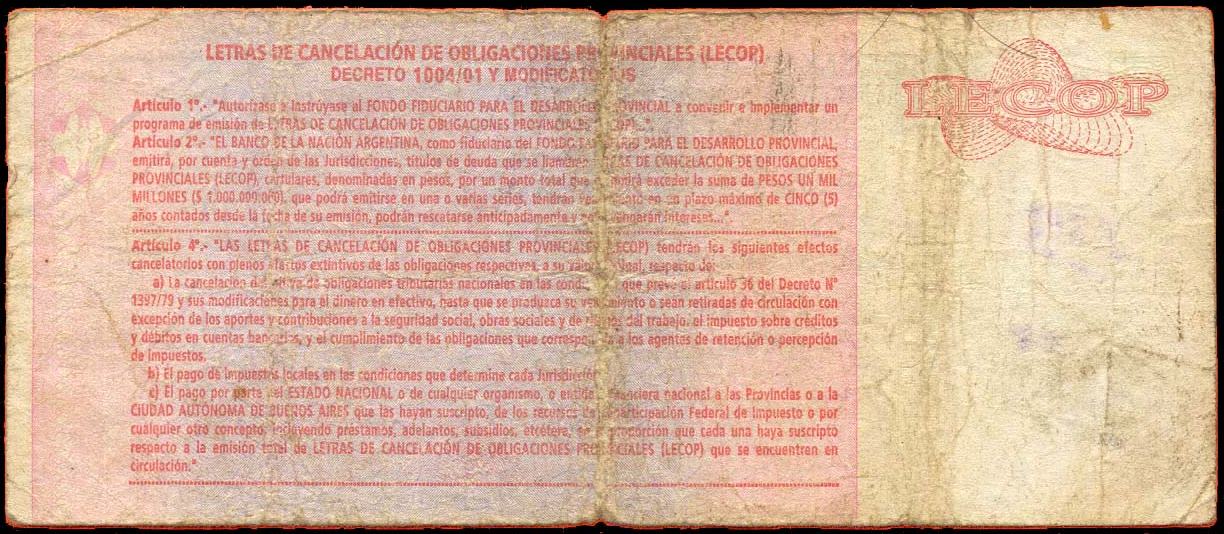 LETRAS DE CANCELACIÓN DE OBLIGACIONES PROVINCIALES (LECOP)
DECRETO 1004/01 Y MODIFICATORIOS
LECOP
Artículo 1º.- "Autorízase e instrúyase al FONDO FIDUCIARIO PARA EL DESARROLLO PROVINCIAL a convenir e implementar un
programa de emisión de LETRAS DE CANCELACIÓN DE OBLIGACIONES PROVINCIALES (LECOP)..."
Artículo 2º.- "EL BANCO DE LA NACIÓN ARGENTINA, como fiduciario del FONDO FIDUCIARIO PARA EL DESARROLLO PROVINCIAL,
emitirá, por cuenta y orden de las Jurisdicciones, títulos de deuda que se llamarán LETRAS DE CANCELACIÓN DE OBLIGACIONES
PROVINCIALES (LECOP), cartulares, denominadas en pesos, por un monto total que no podrá exceder la suma de PESOS UN MIL
MILLONES ($ 1.000.000.000), que podrá emitirse en una o varias series, tendrán vencimiento en un plazo máximo de CINCO (5)
años contados desde la fecha de su emisión, podrán rescatarse anticipadamente y no devengarán intereses...".
Artículo 4º.- "LAS LETRAS DE CANCELACIÓN DE OBLIGACIONES PROVINCIALES (LECOP) tendrán los siguientes efectos
cancelatorios con plenos efectos extintivos de las obligaciones respectivas, a su valor nominal, respecto de:
a) La cancelación de obligaciones tributarias nacionales en las condiciones que prevé el artículo 36 del Decreto Nº
1397/79 y sus modificaciones para el dinero en efectivo, hasta que se produzca su vencimiento o sean retiradas de circulación con
excepción de los aportes y contribuciones a la seguridad social, obras sociales y de riesgos del trabajo, el impuesto sobre créditos
y débitos en cuentas bancarias, y el cumplimiento de las obligaciones que correspondan a los agentes de retención o percepción
de impuestos.
b) El pago de impuestos locales en las condiciones que determine cada Jurisdicción.
c) El pago por parte del ESTADO NACIONAL o de cualquier organismo, o entidad financiera nacional a las Provincias o a la
CIUDAD AUTÓNOMA DE BUENOS AIRES que las hayan suscripto, de los recursos de Coparticipación Federal de Impuesto o por
cualquier otro concepto, incluyendo préstamos, adelantos, subsidios, etcétera, en proporción que cada una haya suscripto
respecto a la emisión total de LETRAS DE CANCELACIÓN DE OBLIGACIONES PROVINCIALES (LECOP) que se encuentren en
circulación."